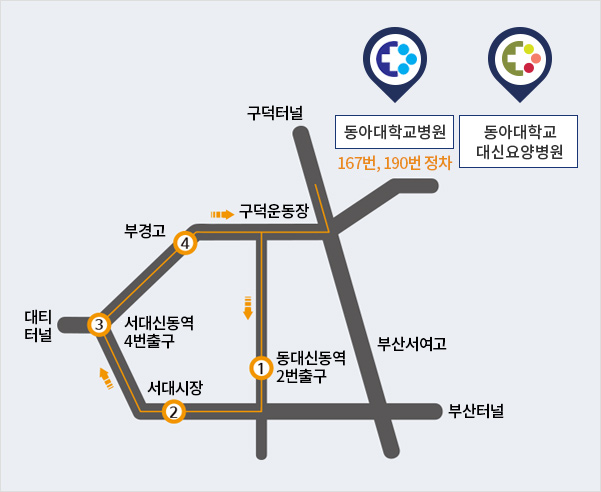 구덕터널
동아대학교병원
동아대학교
대신요양병원
167번, 190번 정차
구덕운동장
부경고
4
대티
터널
3
서대신동역
4번출구
1
동대신동역
2번출구
부산서여고
서대시장
2
부산터널